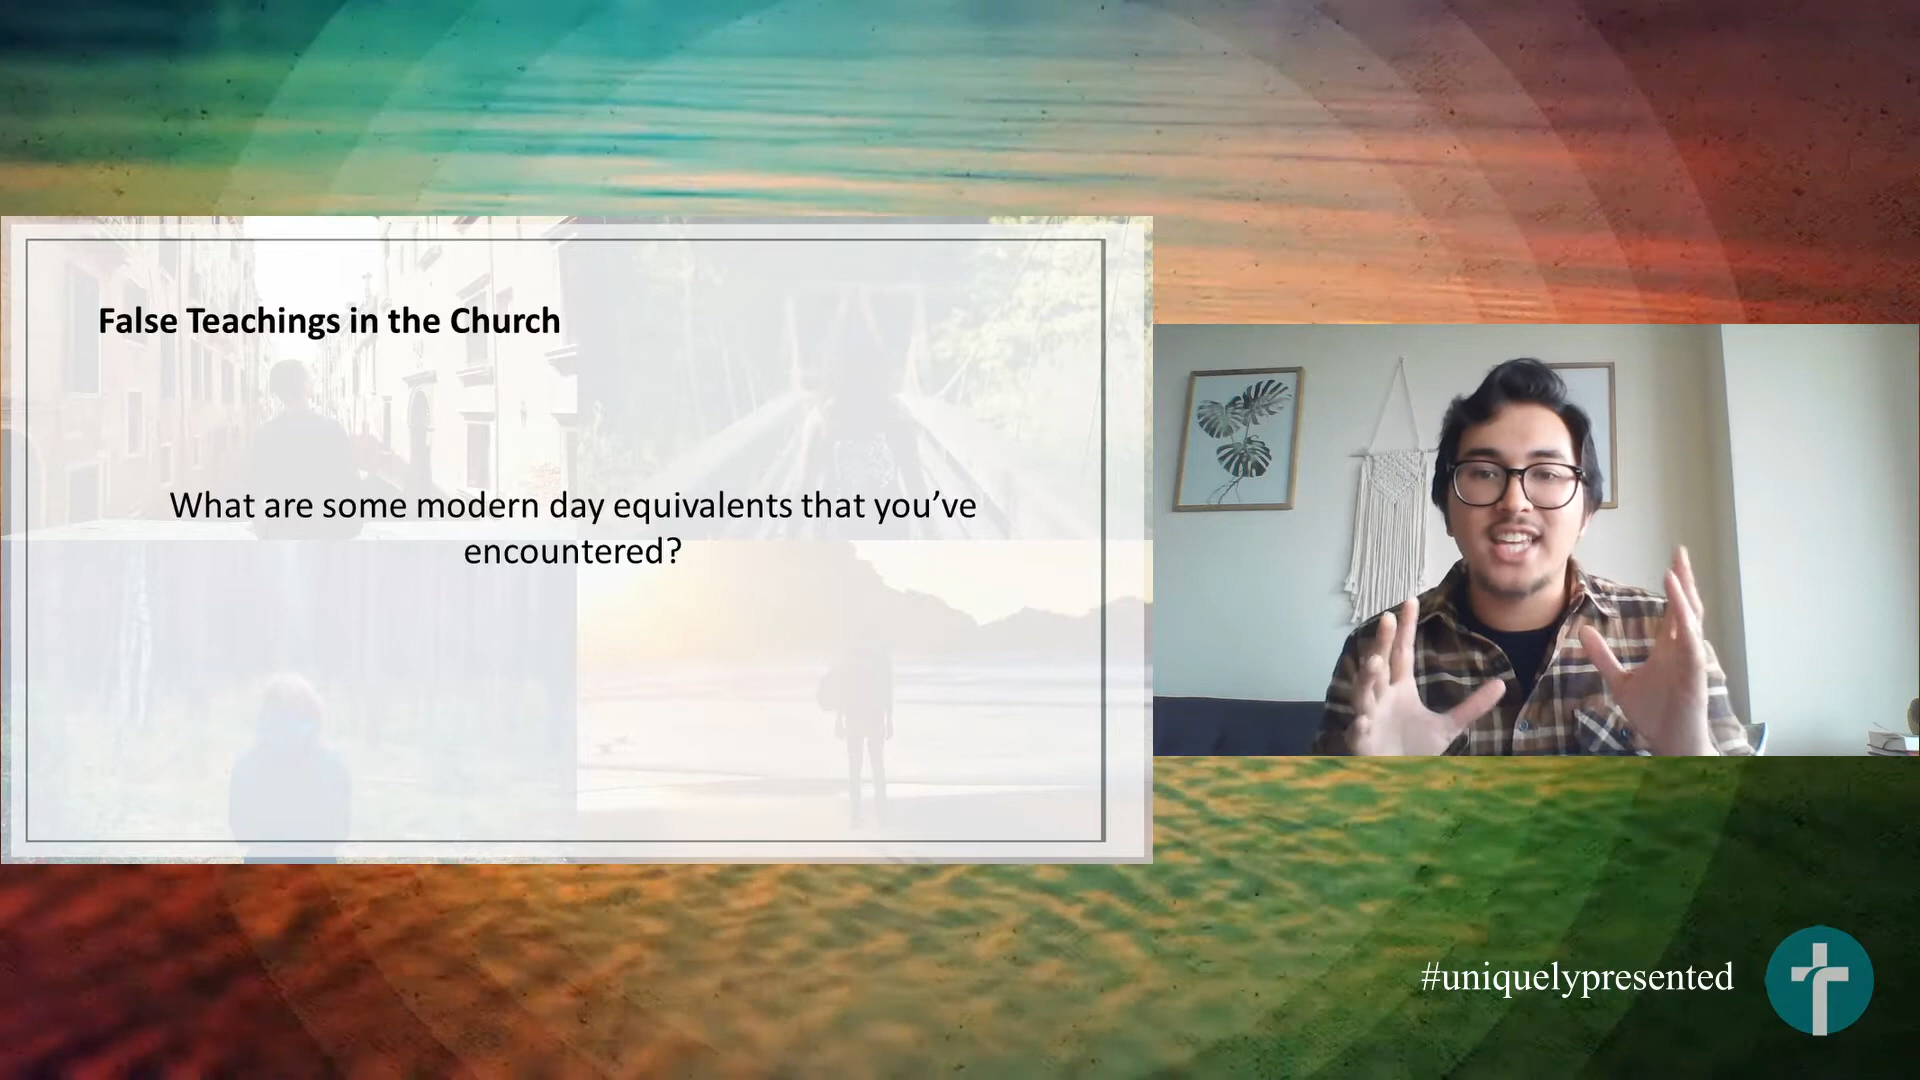 False Teachings in the Church
What are some modern day equivalents that you’ve
encountered?
#uniquelypresented